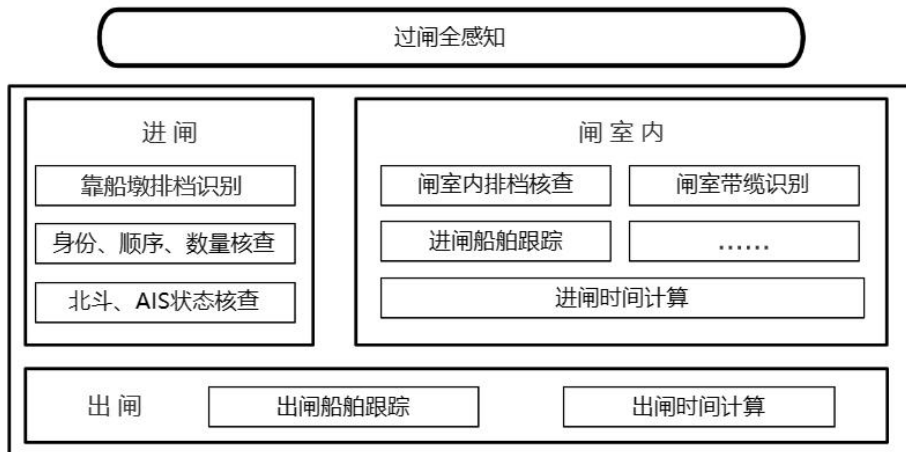 过闸全感知
进 闸
靠船墩排档识别
身份、顺序、数量核查
北斗、AIS状态核查
闸 室 内
闸室内排档核查
闸室带缆识别
进闸船舶跟踪
......
进闸时间计算
出 闸
出闸船舶跟踪
出闸时间计算